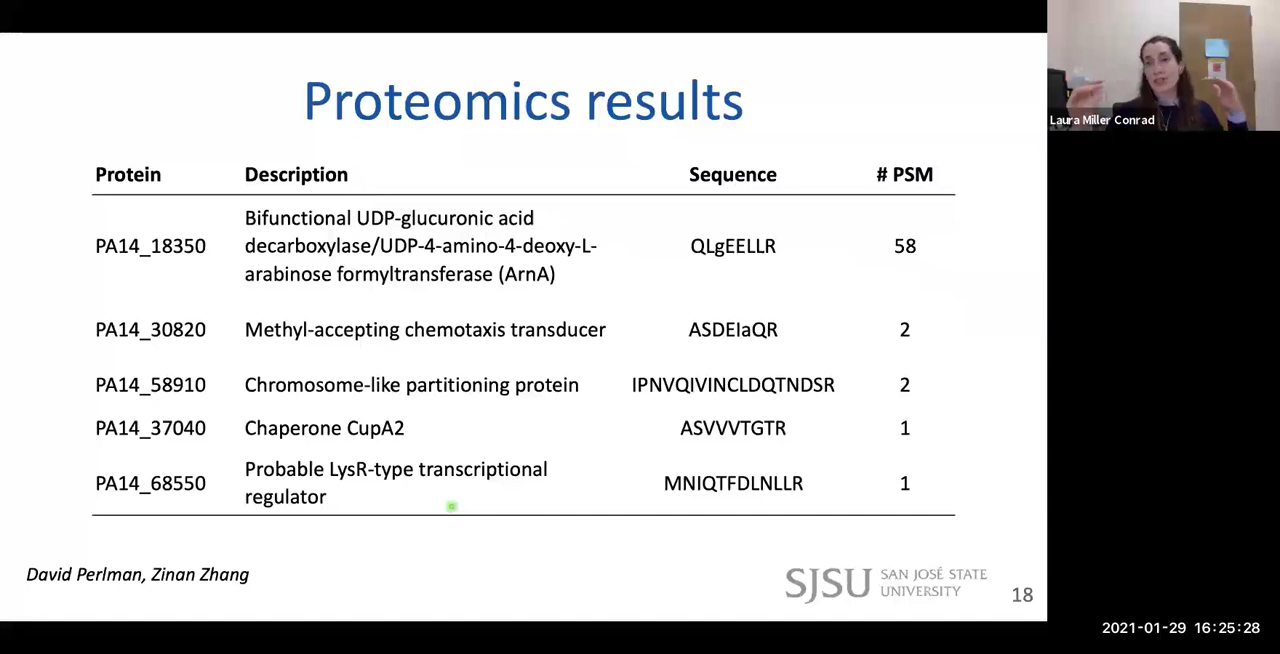 Proteomics results
Laura Miller Conrad
Protein Description Sequence # PSM
Bifunctional UDP-glucuronic acid
PA14_18350 decarboxylase/UDP-4-amino-4-deoxy-L- QLgEELLR 58
arabinose formyltransferase (ArnA)
PA14_30820 Methyl-accepting chemotaxis transducer ASDEIaQR 2
PA14_58910 Chromosome-like partitioning protein IPNVQIVINCLDQTNDSR 2
PA14_37040 Chaperone CupA2 ASVVVTGTR 1
Probable LysR-type transcriptional
PA14_68550 MNIQTFDLNLLR 1
regulator
David Perlman, Zinan Zhang
SJSU SAN JOSÉ STATE
UNIVERSITY
18
2021-01-29 16:25:28